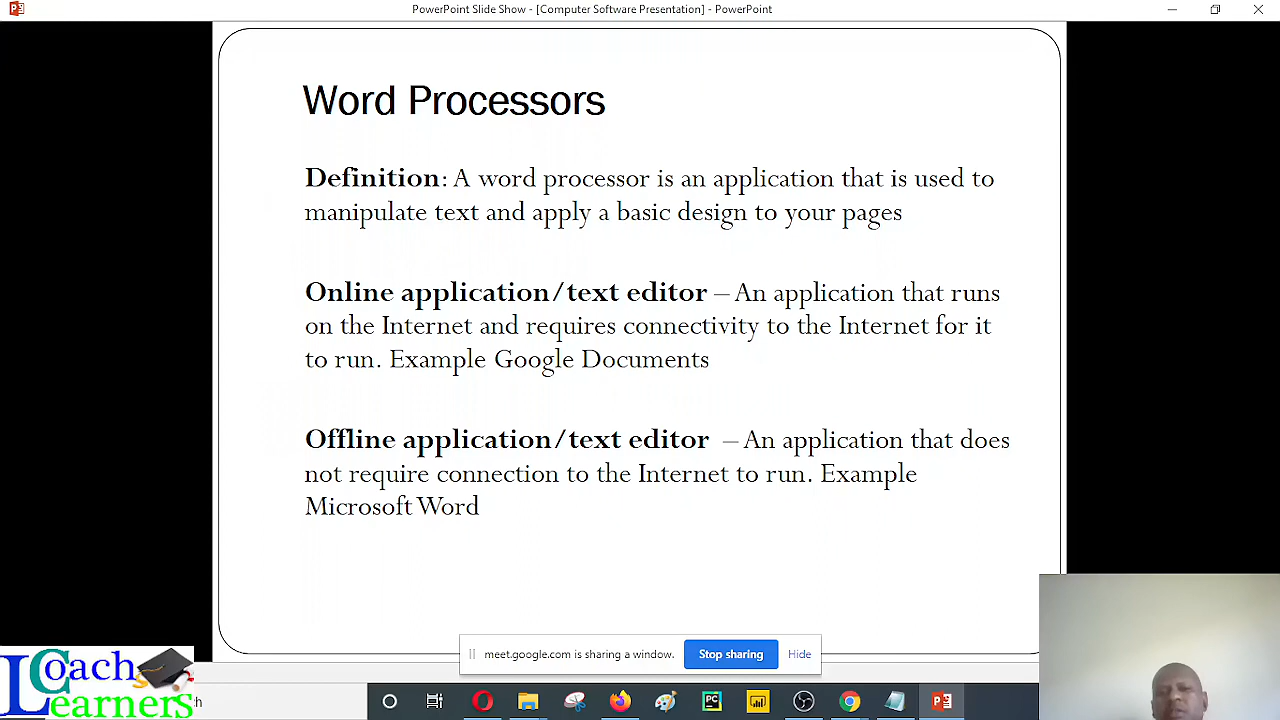 PowerPoint Slide Show - [Computer Software Presentation] - PowerPoint
Word Processors
Definition: A word processor is an application that is used to
manipulate text and apply a basic design to your pages
Online application/text editor – An application that runs
on the Internet and requires connectivity to the Internet for it
to run. Example Google Documents
Offline application/text editor – An application that does
not require connection to the Internet to run. Example
Microsoft Word
meet.google.com is sharing a window. Stop sharing Hide
Coach
Learners
ch